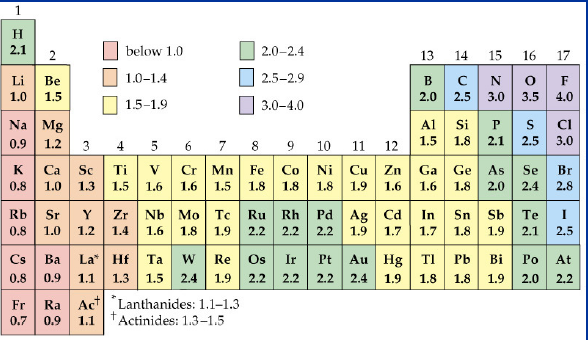 1
H
2.1
2
13 14 15 16 17
below 1.0 2.0–2.4
1.0–1.4 2.5–2.9
1.5–1.9 3.0–4.0
Li Be B C N O F
1.0 1.5 2.0 2.5 3.0 3.5 4.0
Na Mg Al Si P S Cl
0.9 1.2 1.5 1.8 2.1 2.5 3.0
3 4 5 6 7 8 9 10 11 12
K Ca Sc Ti V Cr Mn Fe Co Ni Cu Zn Ga Ge As Se Br
0.8 1.0 1.3 1.5 1.6 1.6 1.5 1.8 1.8 1.8 1.9 1.6 1.6 1.8 2.0 2.4 2.8
Rb Sr Y Zr Nb Mo Tc Ru Rh Pd Ag Cd In Sn Sb Te I
0.8 1.0 1.2 1.4 1.6 1.8 1.9 2.2 2.2 2.2 1.9 1.7 1.7 1.8 1.9 2.1 2.5
Cs Ba La* Hf Ta W Re Os Ir Pt Au Hg Tl Pb Bi Po At
0.8 0.9 1.1 1.3 1.5 2.4 1.9 2.2 2.2 2.2 2.4 1.9 1.8 1.8 1.9 2.0 2.2
Fr Ra Ac†
0.7 0.9 1.1
*Lanthanides: 1.1–1.3
†Actinides: 1.3–1.5